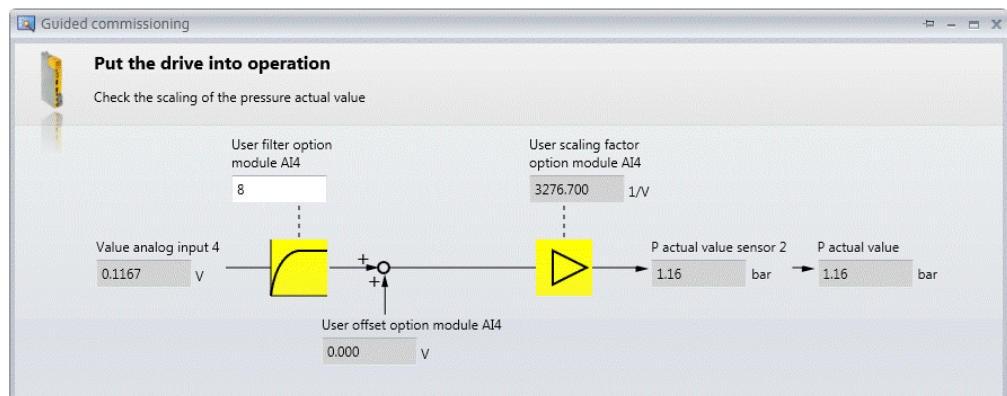 Guided commissioning
Put the drive into operation
Check the scaling of the pressure actual value
User filter option
module AI4
8
User scaling factor
option module AI4
3276.700 1/V
Value analog input 4
0.1167 V
+
+
P actual value sensor 2
1.16 bar
P actual value
1.16 bar
User offset option module AI4
0.000 V